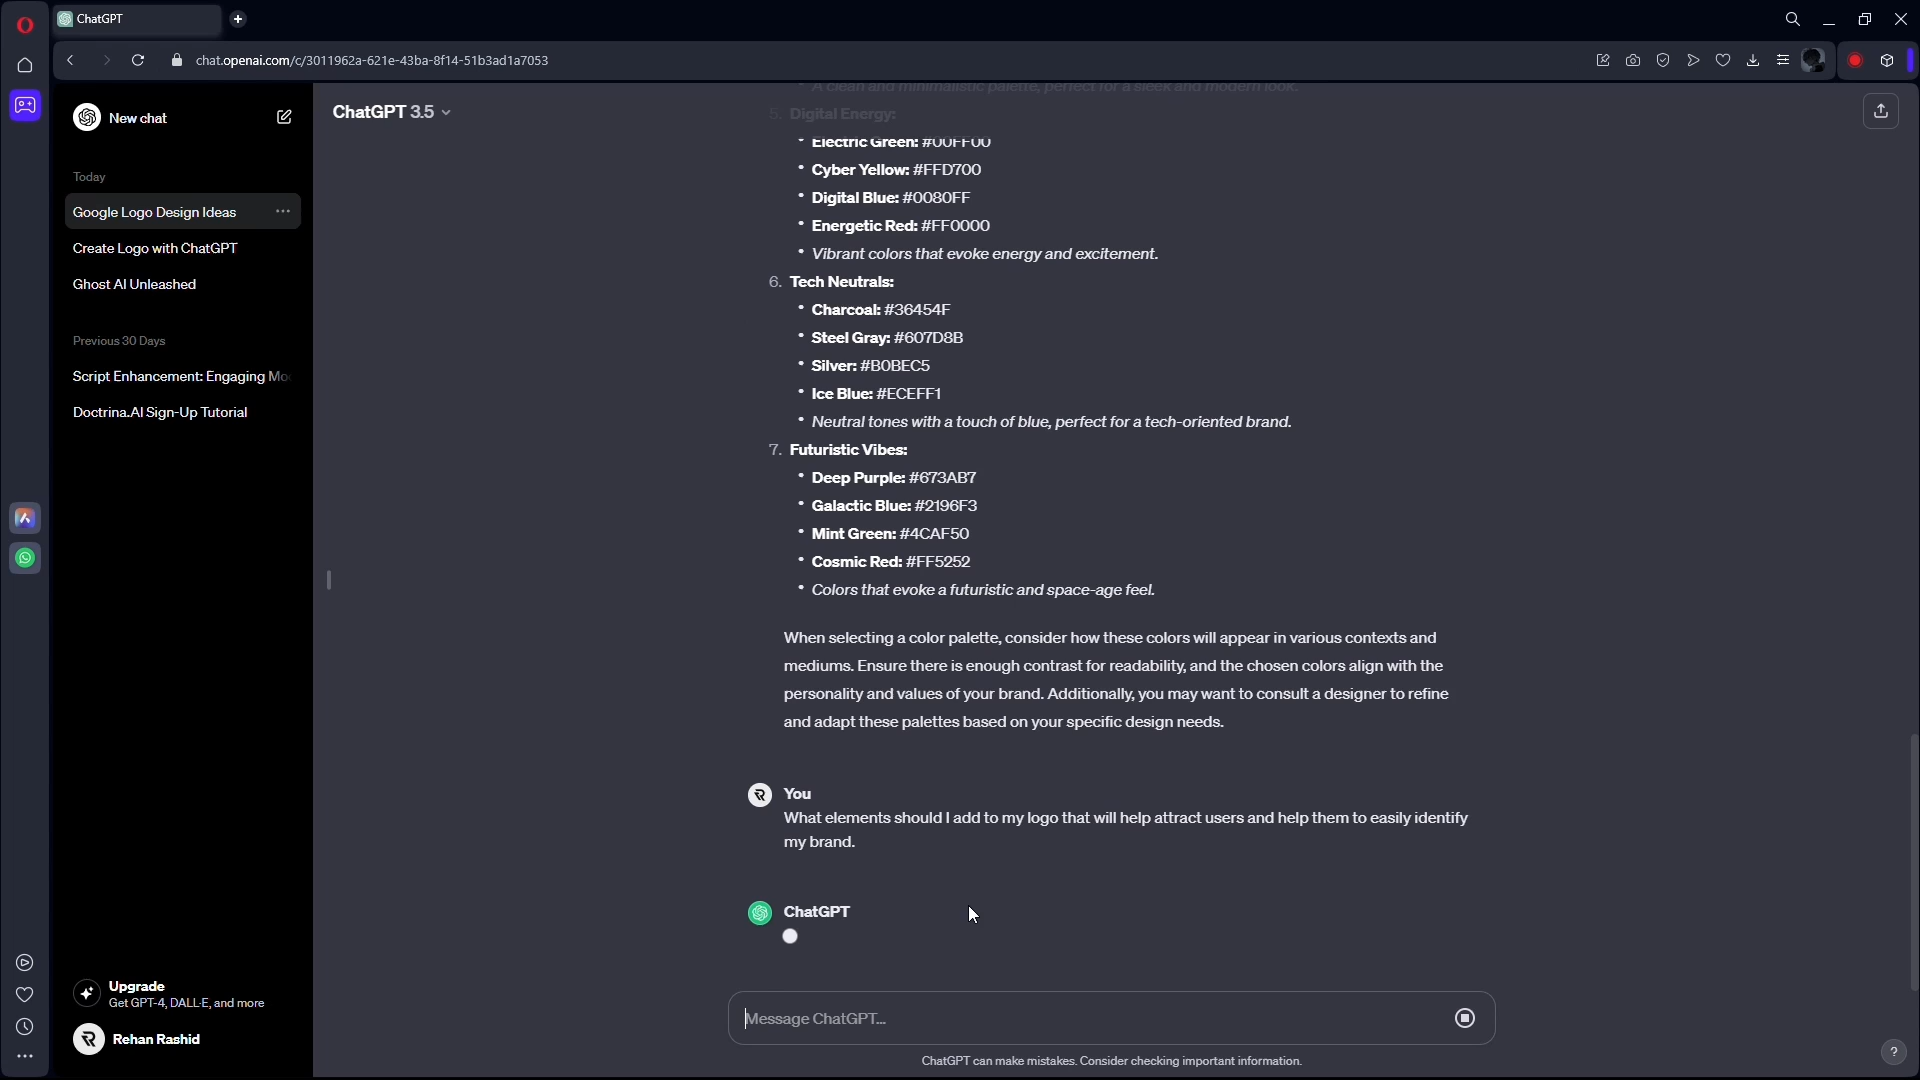 ChatGPT
chat.openai.com/c/3011962a-621e-43ba-8f14-51b3ad1a7053
New chat
Today
Google Logo Design Ideas
Create Logo with ChatGPT
Ghost AI Unleashed
Previous 30 Days
Script Enhancement: Engaging Mo
Doctrina.AI Sign-Up Tutorial
Upgrade
Get GPT-4, DALL·E, and more
Rehan Rashid
ChatGPT 3.5
A clean and minimalistic palette, perfect for a sleek and modern look.
5. Digital Energy:
• Electric Green: #00FF00
• Cyber Yellow: #FFD700
• Digital Blue: #0080FF
• Energetic Red: #FF0000
• Vibrant colors that evoke energy and excitement.
6. Tech Neutrals:
• Charcoal: #36454F
• Steel Gray: #607D8B
• Silver: #B0BEC5
• Ice Blue: #ECEFF1
• Neutral tones with a touch of blue, perfect for a tech-oriented brand.
7. Futuristic Vibes:
• Deep Purple: #673AB7
• Galactic Blue: #2196F3
• Mint Green: #4CAF50
• Cosmic Red: #FF5252
• Colors that evoke a futuristic and space-age feel.
When selecting a color palette, consider how these colors will appear in various contexts and
mediums. Ensure there is enough contrast for readability, and the chosen colors align with the
personality and values of your brand. Additionally, you may want to consult a designer to refine
and adapt these palettes based on your specific design needs.
You
What elements should I add to my logo that will help attract users and help them to easily identify
my brand.
ChatGPT
Message ChatGPT...
ChatGPT can make mistakes. Consider checking important information.
?